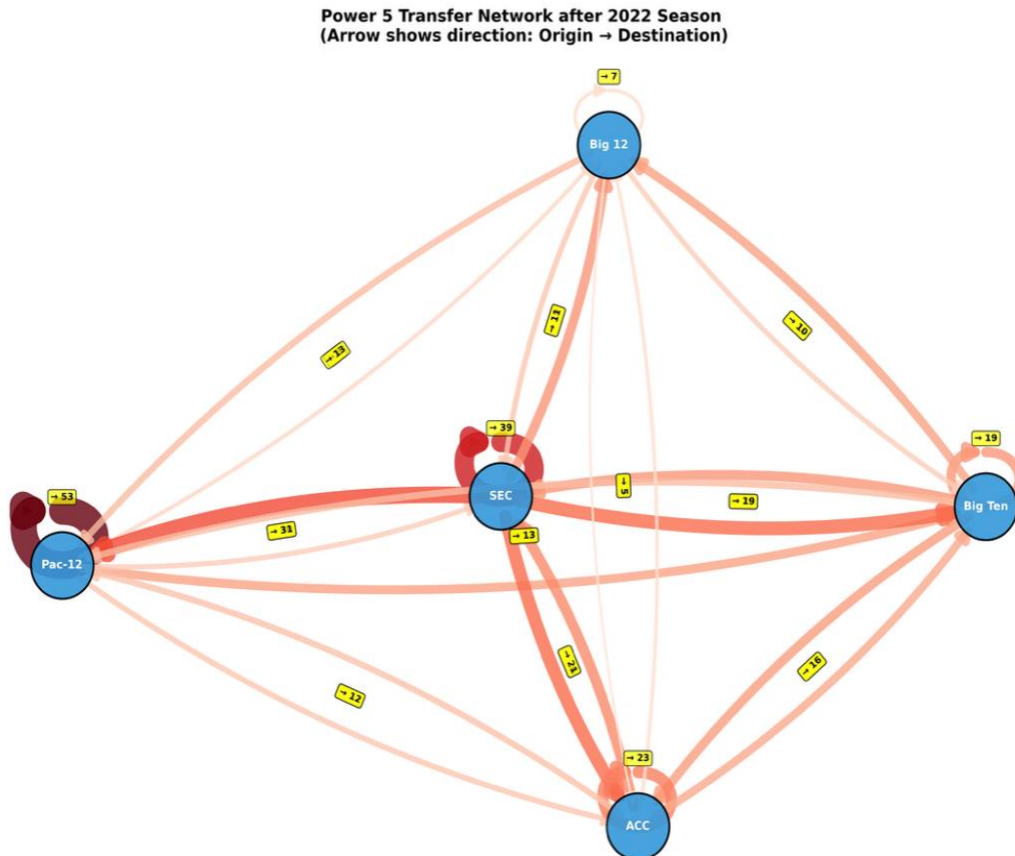 Power 5 Transfer Network after 2022 Season
(Arrow shows direction: Origin → Destination)
→ 7
Big 12
→ 11
→ 10
→ 13
→ 39
→ 19
→ 5
SEC
→ 53
→ 19
Big Ten
→ 31
→ 13
Pac-12
→ 21
→ 16
→ 12
→ 23
ACC